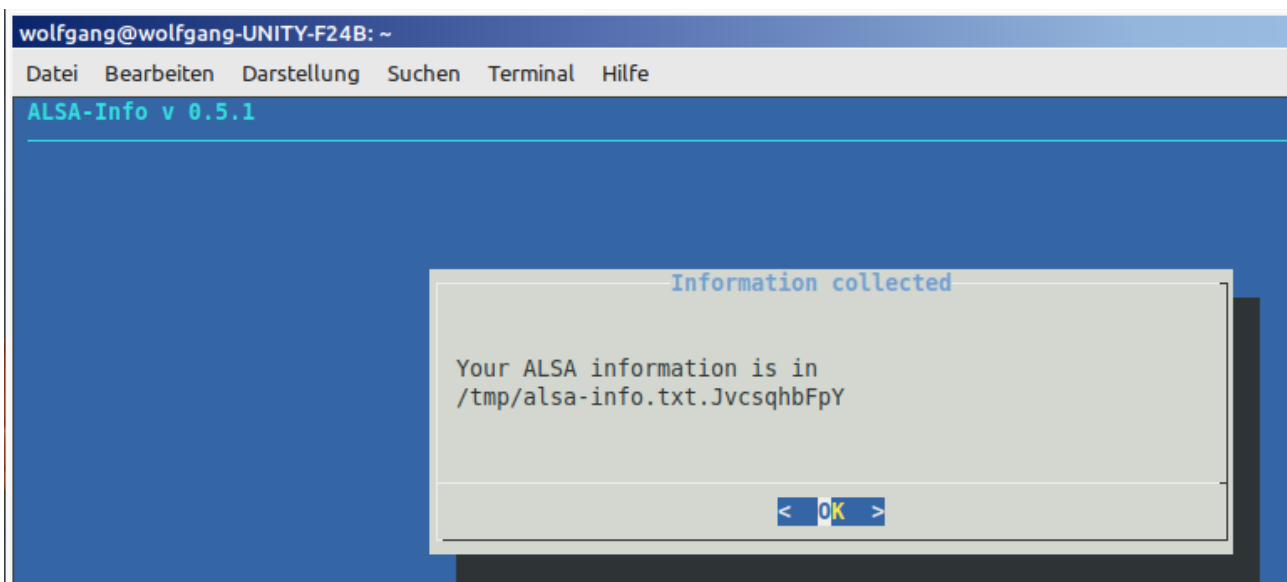 wolfgang@wolfgang-UNITY-F24B: ~
Datei Bearbeiten Darstellung Suchen Terminal Hilfe
ALSA-Info v 0.5.1
Information collected
Your ALSA information is in
/tmp/alsa-info.txt.JvcsqhbFpY
< OK >